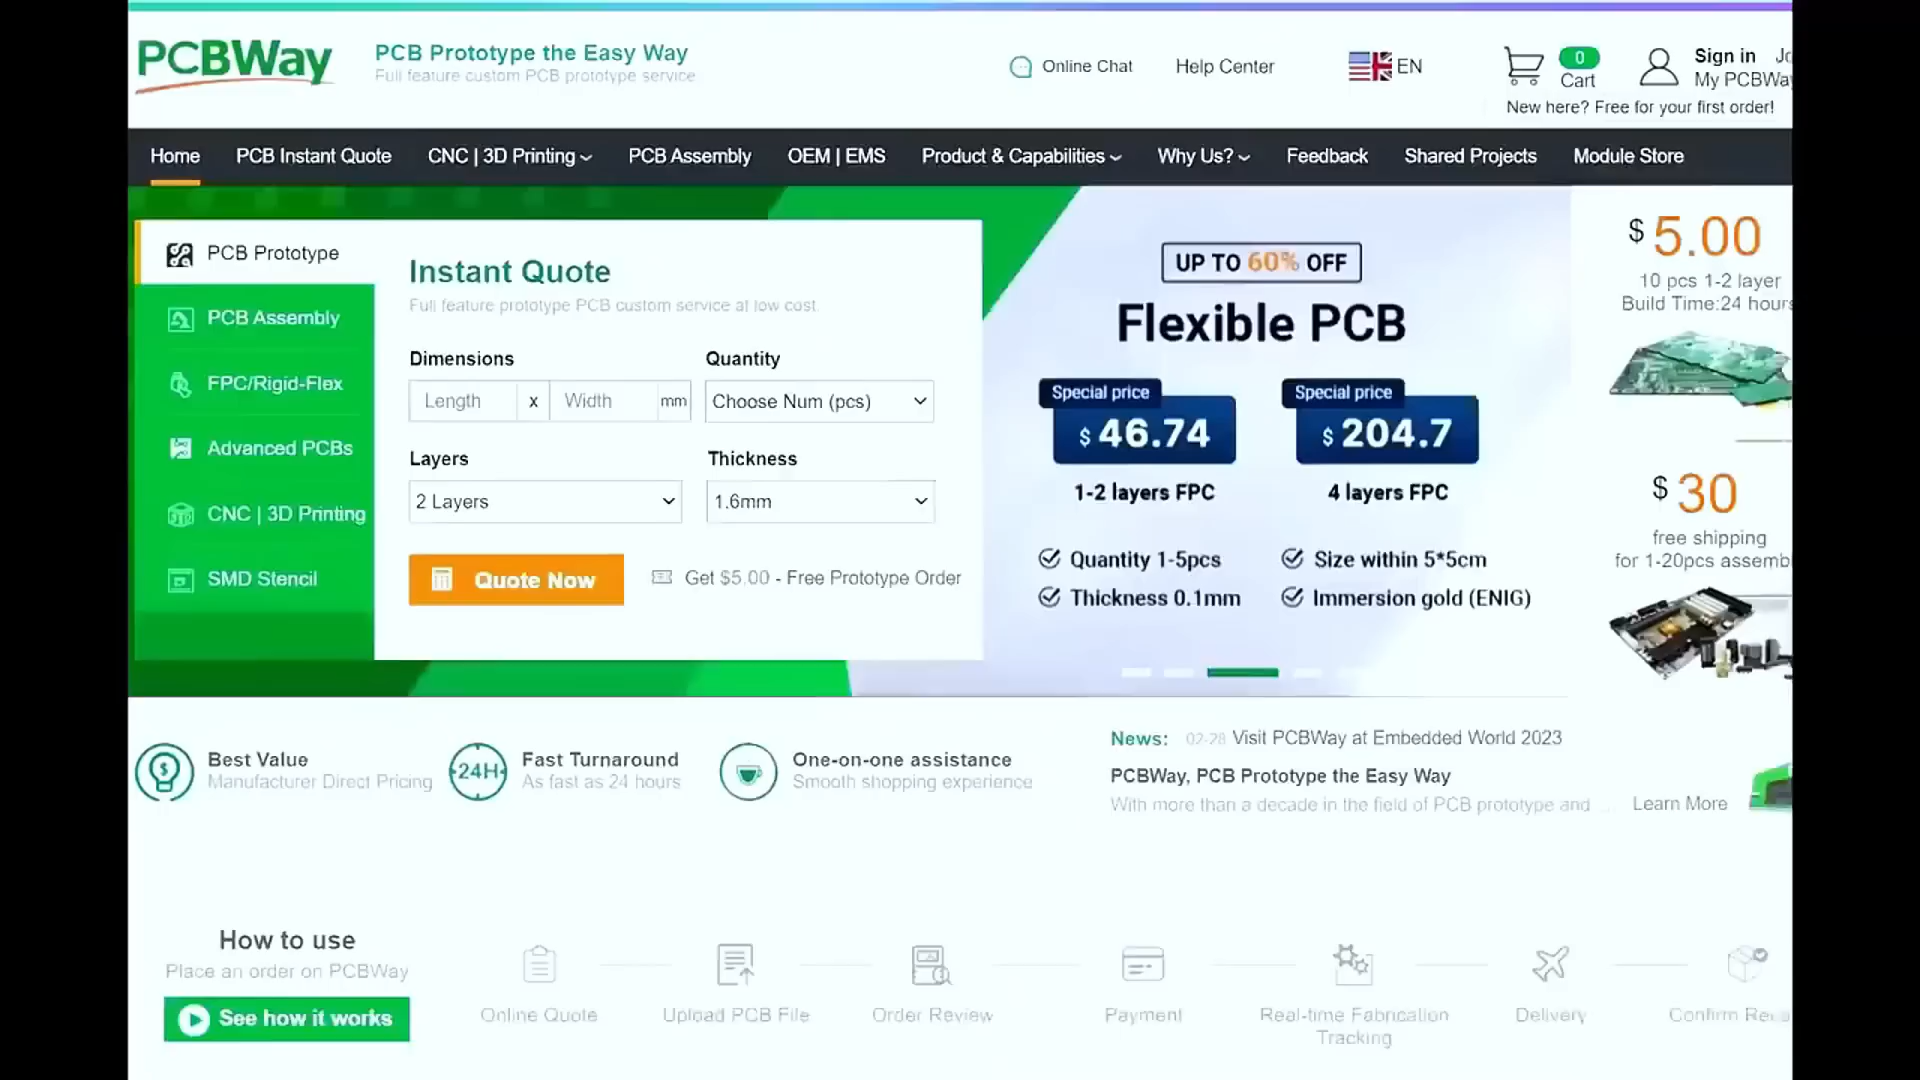 PCBWay
PCB Prototype the Easy Way
Full feature custom PCB prototype service
Online Chat
Help Center
EN
0
Cart
Sign in
My PCBWay
New here? Free for your first order!
Home
PCB Instant Quote
CNC | 3D Printing
PCB Assembly
OEM | EMS
Product & Capabilities
Why Us?
Feedback
Shared Projects
Module Store
PCB Prototype
PCB Assembly
FPC/Rigid-Flex
Advanced PCBs
CNC | 3D Printing
SMD Stencil
Instant Quote
Full feature prototype PCB custom service at low cost.
Dimensions
Quantity
Length x Width mm
Choose Num (pcs)
Layers
Thickness
2 Layers
1.6mm
Quote Now
Get $5.00 - Free Prototype Order
UP TO 60% OFF
Flexible PCB
Special price
$ 46.74
1-2 layers FPC
Special price
$ 204.7
4 layers FPC
Quantity 1-5pcs
Size within 5*5cm
Thickness 0.1mm
Immersion gold (ENIG)
$ 5.00
10 pcs 1-2 layer
Build Time:24 hours
$ 30
free shipping
for 1-20pcs assemb
Best Value
Manufacturer Direct Pricing
24H
Fast Turnaround
As fast as 24 hours
One-on-one assistance
Smooth shopping experience
News: 02-28 Visit PCBWay at Embedded World 2023
PCBWay, PCB Prototype the Easy Way
With more than a decade in the field of PCB prototype and ...
Learn More
How to use
Place an order on PCBWay
See how it works
Online Quote
Upload PCB File
Order Review
Payment
Real-time Fabrication
Tracking
Delivery
Confirm